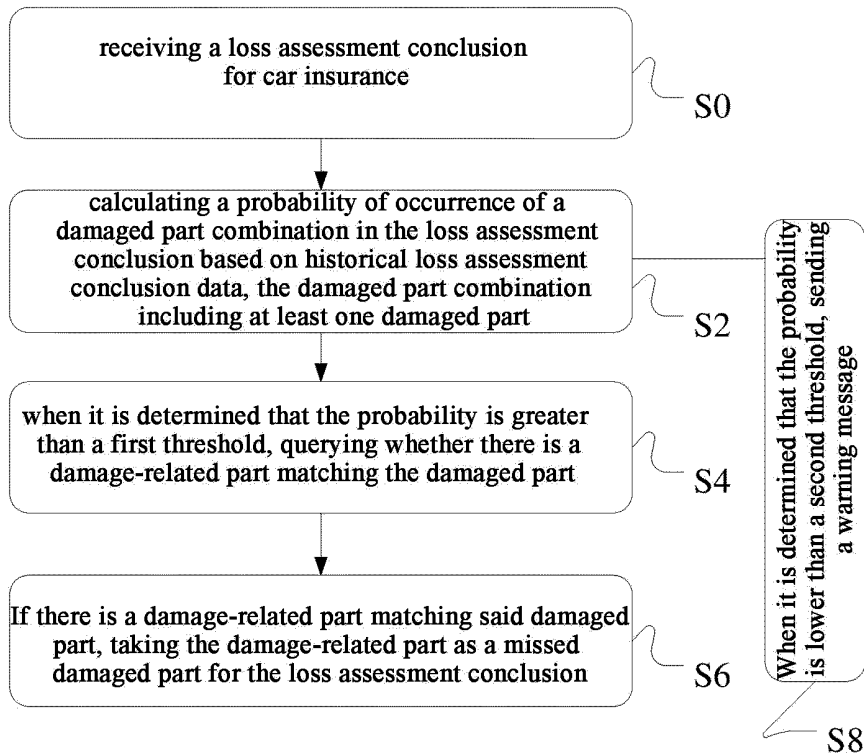 receiving a loss assessment conclusion
for car insurance
S0
calculating a probability of occurrence of a
damaged part combination in the loss assessment
conclusion based on historical loss assessment
conclusion data, the damaged part combination
including at least one damaged part
S2
when it is determined that the probability is greater
than a first threshold, querying whether there is a
damage-related part matching the damaged part
S4
If there is a damage-related part matching said damaged
part, taking the damage-related part as a missed
damaged part for the loss assessment conclusion
S6
When it is determined that the probability
is lower than a second threshold, sending
a warning message
S8